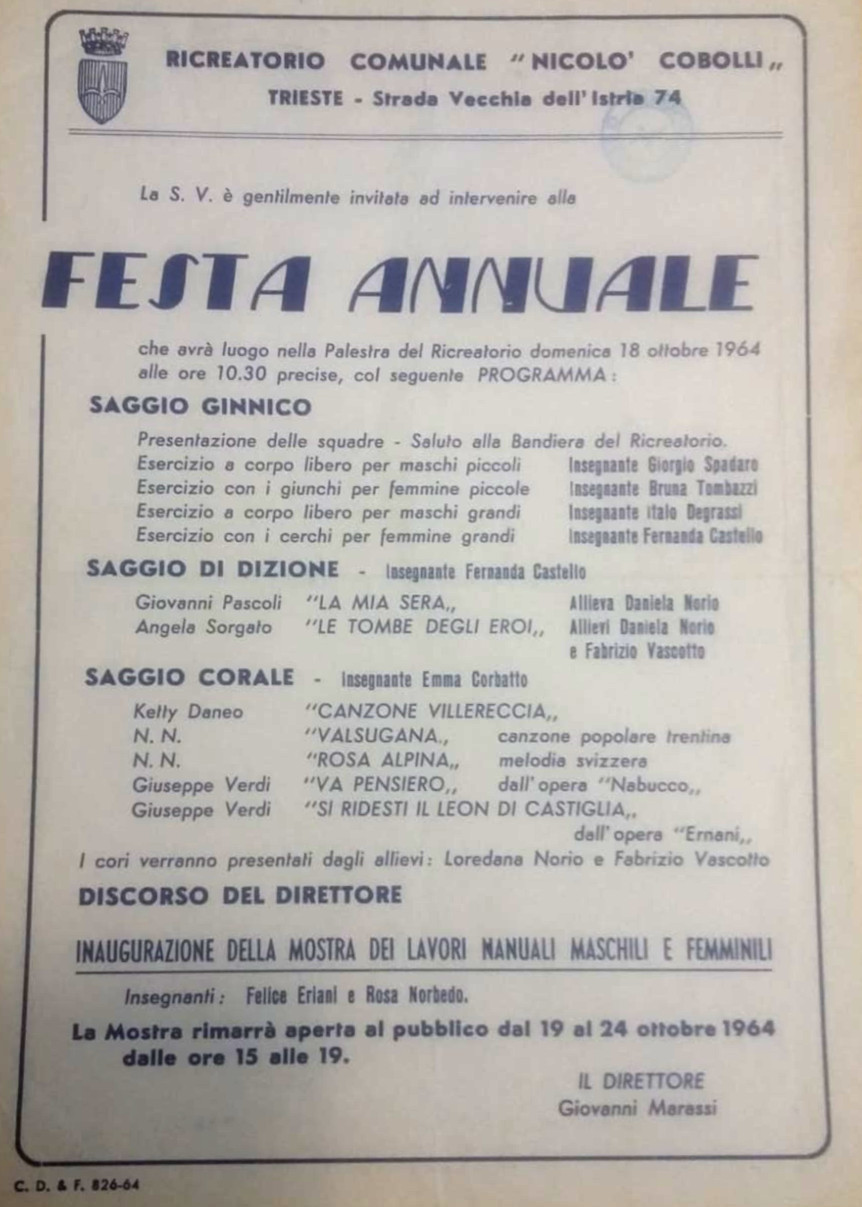 RICREATORIO COMUNALE "NICOLO' COBOLLI„
TRIESTE - Strada Vecchia dell'Istria 74
La S. V. è gentilmente invitata ad intervenire alla
FESTA ANNUALE
che avrà luogo nella Palestra del Ricreatorio domenica 18 ottobre 1964
alle ore 10.30 precise, col seguente PROGRAMMA:
SAGGIO GINNICO
Presentazione delle squadre - Saluto alla Bandiera del Ricreatorio.
Esercizio a corpo libero per maschi piccoli Insegnante Giorgio Spadaro
Esercizio con i giunchi per femmine piccole Insegnante Bruna Tombazzi
Esercizio a corpo libero per maschi grandi Insegnante Italo Degrassi
Esercizio con i cerchi per femmine grandi Insegnante Fernanda Castello
SAGGIO DI DIZIONE - Insegnante Fernanda Castello
Giovanni Pascoli "LA MIA SERA„ Allieva Daniela Norio
Angela Sorgato "LE TOMBE DEGLI EROI„ Allievi Daniela Norio
e Fabrizio Vascotto
SAGGIO CORALE - Insegnante Emma Corbatto
Ketty Daneo "CANZONE VILLERECCIA„
N. N. "VALSUGANA„ canzone popolare trentina
N. N. "ROSA ALPINA„ melodia svizzera
Giuseppe Verdi "VA PENSIERO„ dall'opera "Nabucco„
Giuseppe Verdi "SI RIDESTI IL LEON DI CASTIGLIA„
dall'opera "Ernani„
I cori verranno presentati dagli allievi: Loredana Norio e Fabrizio Vascotto
DISCORSO DEL DIRETTORE
INAUGURAZIONE DELLA MOSTRA DEI LAVORI NANUALI MASCHILI E FEMMINILI
Insegnanti: Felice Eriani e Rosa Norbedo.
La Mostra rimarrà aperta al pubblico dal 19 al 24 ottobre 1964
dalle ore 15 alle 19.
IL DIRETTORE
Giovanni Marassi
C. D. & F. 826-64